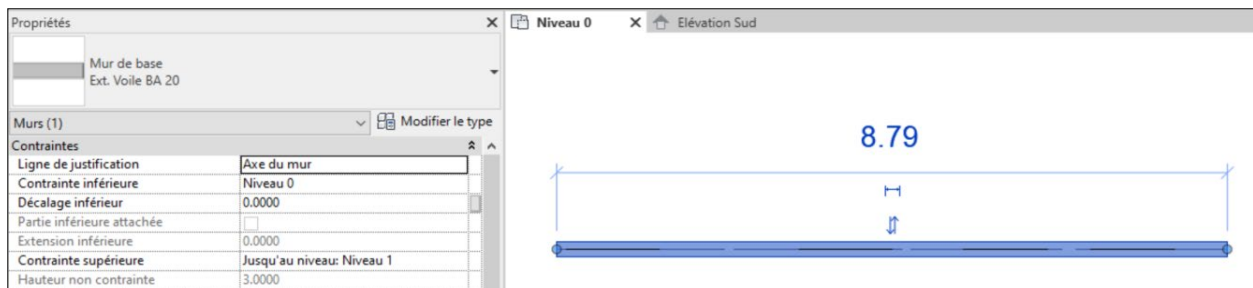 Propriétés
Niveau 0
Elévation Sud
Mur de base
Ext. Voile BA 20
Murs (1)
Modifier le type
Contraintes
Ligne de justification Axe du mur
Contrainte inférieure Niveau 0
Décalage inférieur 0.0000
Partie inférieure attachée
Extension inférieure 0.0000
Contrainte supérieure Jusqu'au niveau: Niveau 1
Hauteur non contrainte 3.0000
8.79